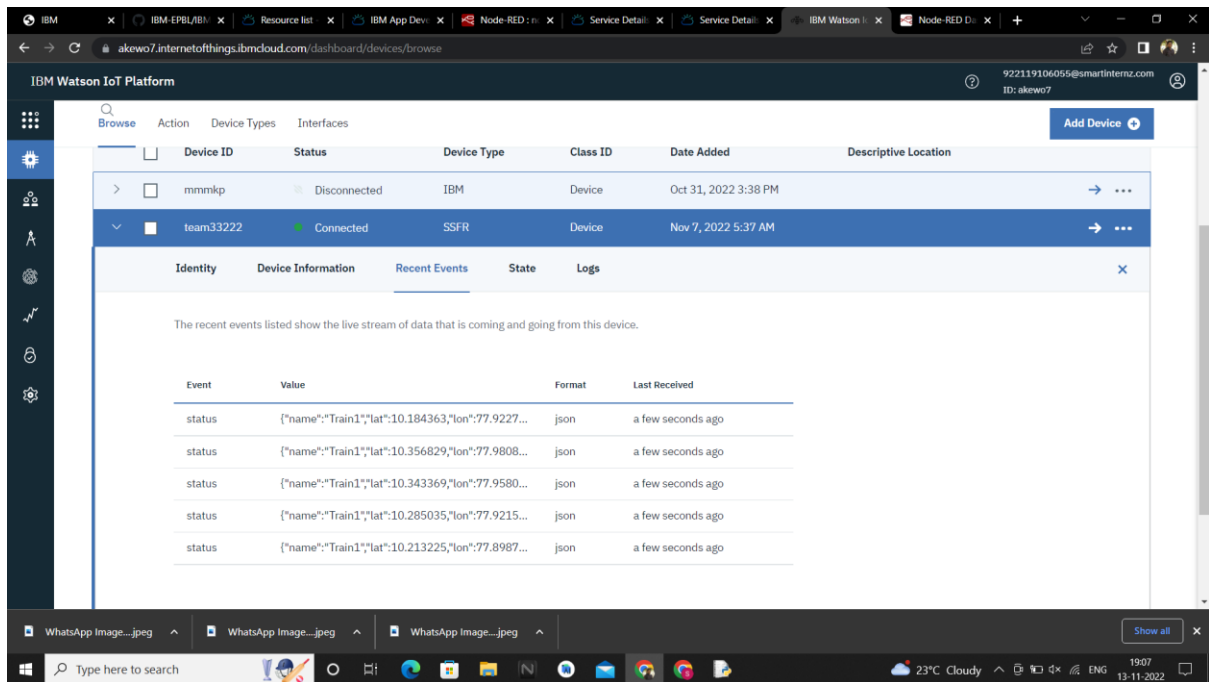 IBM
IBM-EPBL/IBM
Resource list -
IBM App Deve
Node-RED : n
Service Details
Service Details
IBM Watson Io
Node-RED Da
akewo7.internetofthings.ibmcloud.com/dashboard/devices/browse
IBM Watson IoT Platform
922119106055@smartinternz.com
ID: akewo7
Browse Action Device Types Interfaces
Add Device
Device ID Status Device Type Class ID Date Added Descriptive Location
mmmkp Disconnected IBM Device Oct 31, 2022 3:38 PM
team33222 Connected SSFR Device Nov 7, 2022 5:37 AM
Identity Device Information Recent Events State Logs
The recent events listed show the live stream of data that is coming and going from this device.
Event Value Format Last Received
status {"name":"Train1","lat":10.184363,"lon":77.9227... json a few seconds ago
status {"name":"Train1","lat":10.356829,"lon":77.9808... json a few seconds ago
status {"name":"Train1","lat":10.343369,"lon":77.9580... json a few seconds ago
status {"name":"Train1","lat":10.285035,"lon":77.9215... json a few seconds ago
status {"name":"Train1","lat":10.213225,"lon":77.8987... json a few seconds ago
WhatsApp Image....jpeg WhatsApp Image....jpeg WhatsApp Image....jpeg Show all
Type here to search
23°C Cloudy
ENG
19:07
13-11-2022